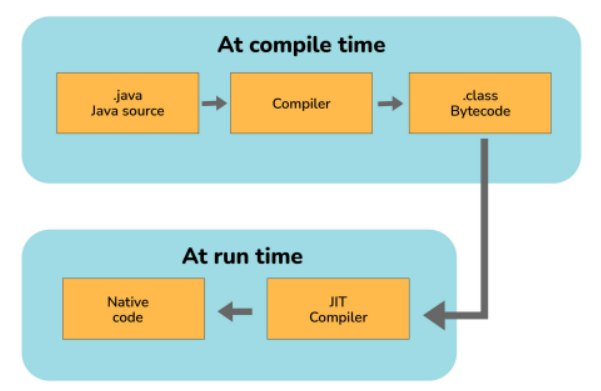 At compile time
.java
Java source
Compiler
.class
Bytecode
At run time
Native
code
JIT
Compiler